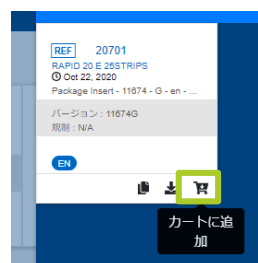 REF 20701
RAPID 20 E 25STRIPS
Oct 22, 2020
Package Insert - 11674 - G - en - ...
バージョン : 11674G
規制 : N/A
EN
カートに追
加